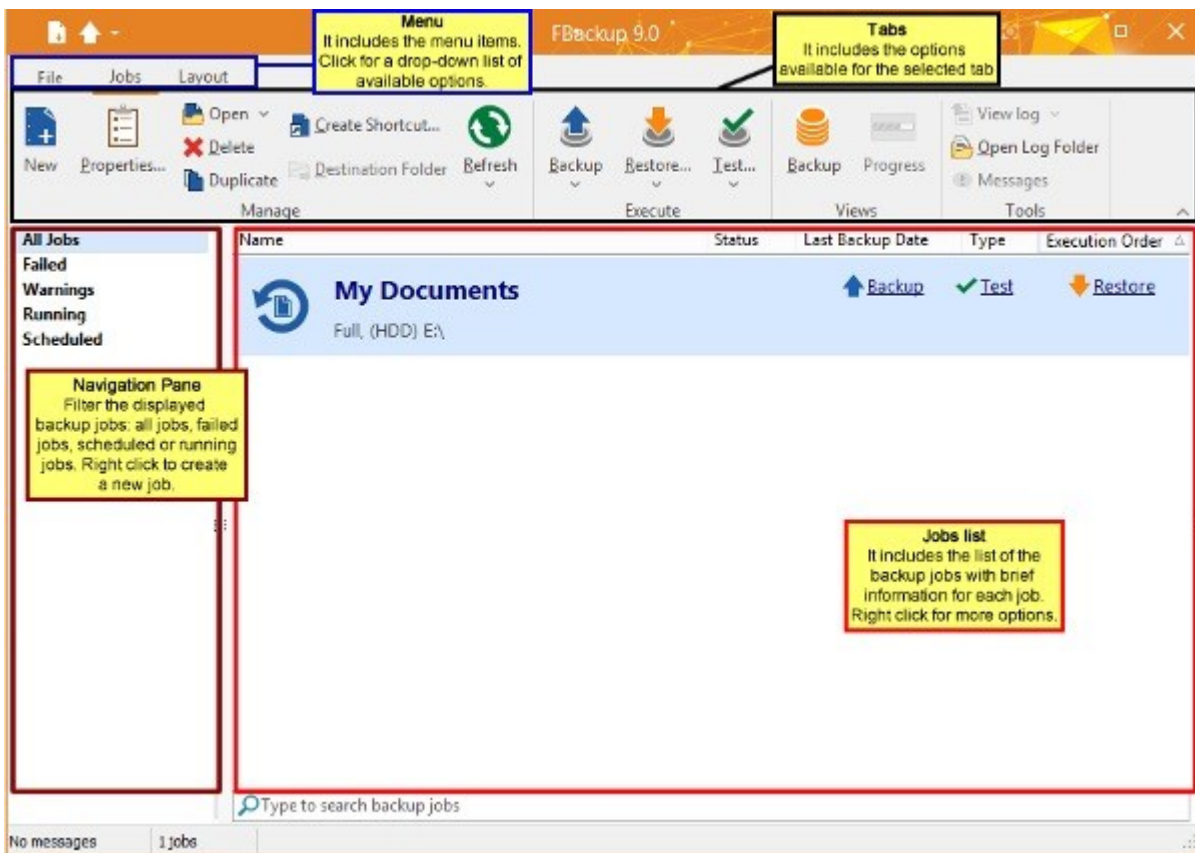 FBackup 9.0
Menu
It includes the menu items.
Click for a drop-down list of
available options.
Tabs
It includes the options
available for the selected tab
File Jobs Layout
New
Properties...
Open
Delete
Duplicate
Create Shortcut...
Destination Folder
Refresh
Manage
Backup
Restore...
Test...
Execute
Backup
Progress
Views
View log
Open Log Folder
Messages
Tools
All Jobs
Failed
Warnings
Running
Scheduled
Navigation Pane
Filter the displayed
backup jobs: all jobs, failed
jobs, scheduled or running
jobs. Right click to create
a new job.
Name Status Last Backup Date Type Execution Order
My Documents
Full, (HDD) E:\
Backup Test Restore
Jobs list
It includes the list of the
backup jobs with brief
information for each job.
Right click for more options.
Type to search backup jobs
No messages 1 jobs